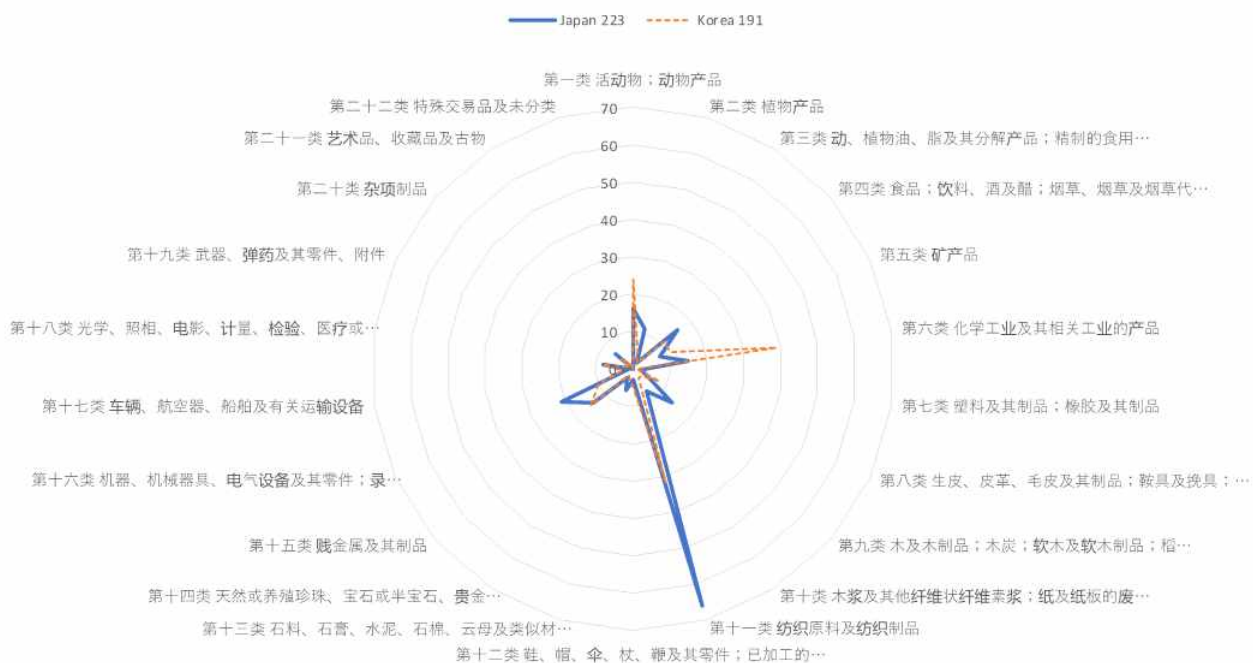 Japan 223 Korea 191
第一类 活动物；动物产品
第二十二类 特殊交易品及未分类 第二类 植物产品
第二十一类 艺术品、收藏品及古物 第三类 动、植物油、脂及其分解产品；精制的食用…
第二十类 杂项制品 第四类 食品；饮料、酒及醋；烟草、烟草及烟草代…
第十九类 武器、弹药及其零件、附件 第五类 矿产品
第十八类 光学、照相、电影、计量、检验、医疗或… 第六类 化学工业及其相关工业的产品
第十七类 车辆、航空器、船舶及有关运输设备 第七类 塑料及其制品；橡胶及其制品
第十六类 机器、机械器具、电气设备及其零件；录… 第八类 生皮、皮革、毛皮及其制品；鞍具及挽具；…
第十五类 贱金属及其制品 第九类 木及木制品；木炭；软木及软木制品；稻…
第十四类 天然或养殖珍珠、宝石或半宝石、贵金… 第十类 木浆及其他纤维状纤维素浆；纸及纸板的废…
第十三类 石料、石膏、水泥、石棉、云母及类似材… 第十一类 纺织原料及纺织制品
第十二类 鞋、帽、伞、杖、鞭及其零件；已加工的…
70
60
50
40
30
20
10
0